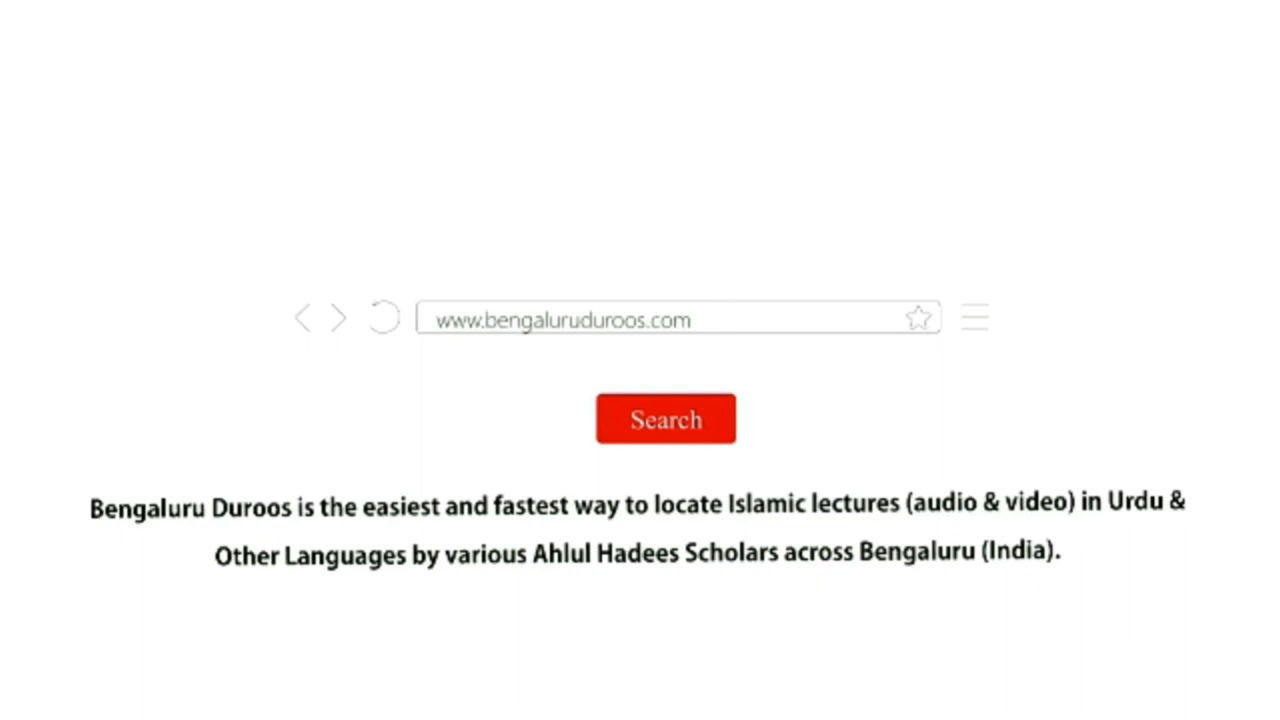 www.bengaluruduroos.com
Search
Bengaluru Duroos is the easiest and fastest way to locate Islamic lectures (audio & video) in Urdu &
Other Languages by various Ahlul Hadees Scholars across Bengaluru (India).